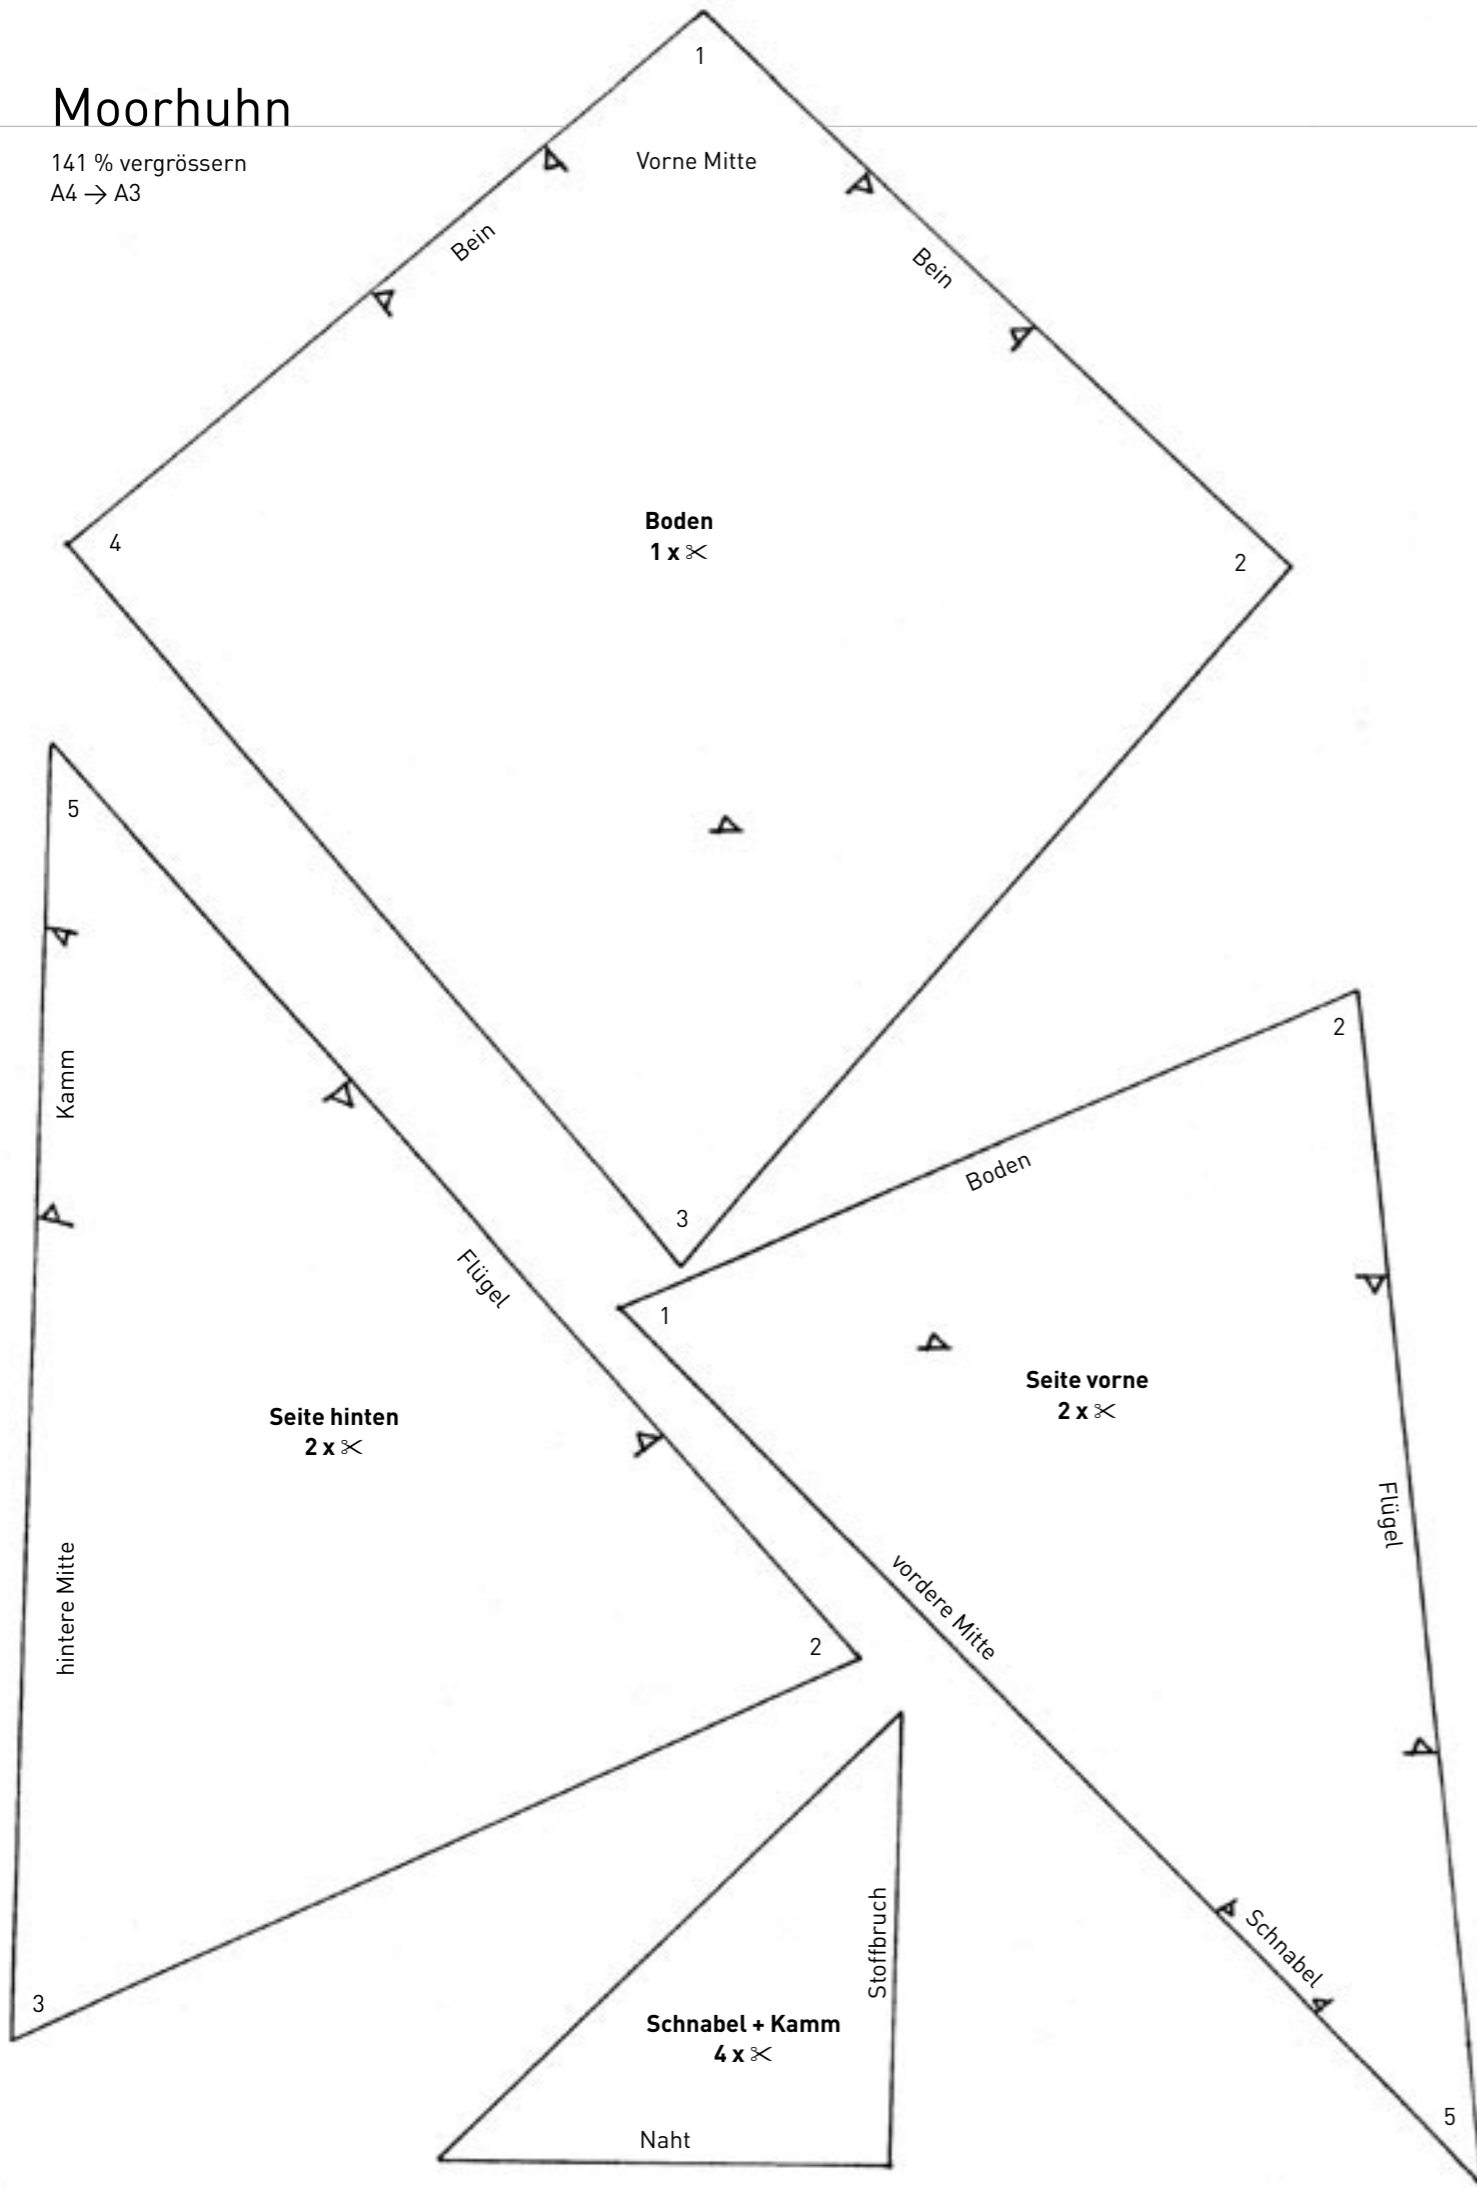 Moorhuhn
141 % vergrössern
A4 → A3
1
Vorne Mitte
Bein
Bein
Boden
1 x ✂
4
2
3
5
Kamm
Flügel
Seite hinten
2 x ✂
hintere Mitte
2
3
2
Boden
1
Seite vorne
2 x ✂
Flügel
vordere Mitte
Schnabel
5
Stoffbruch
Schnabel + Kamm
4 x ✂
Naht